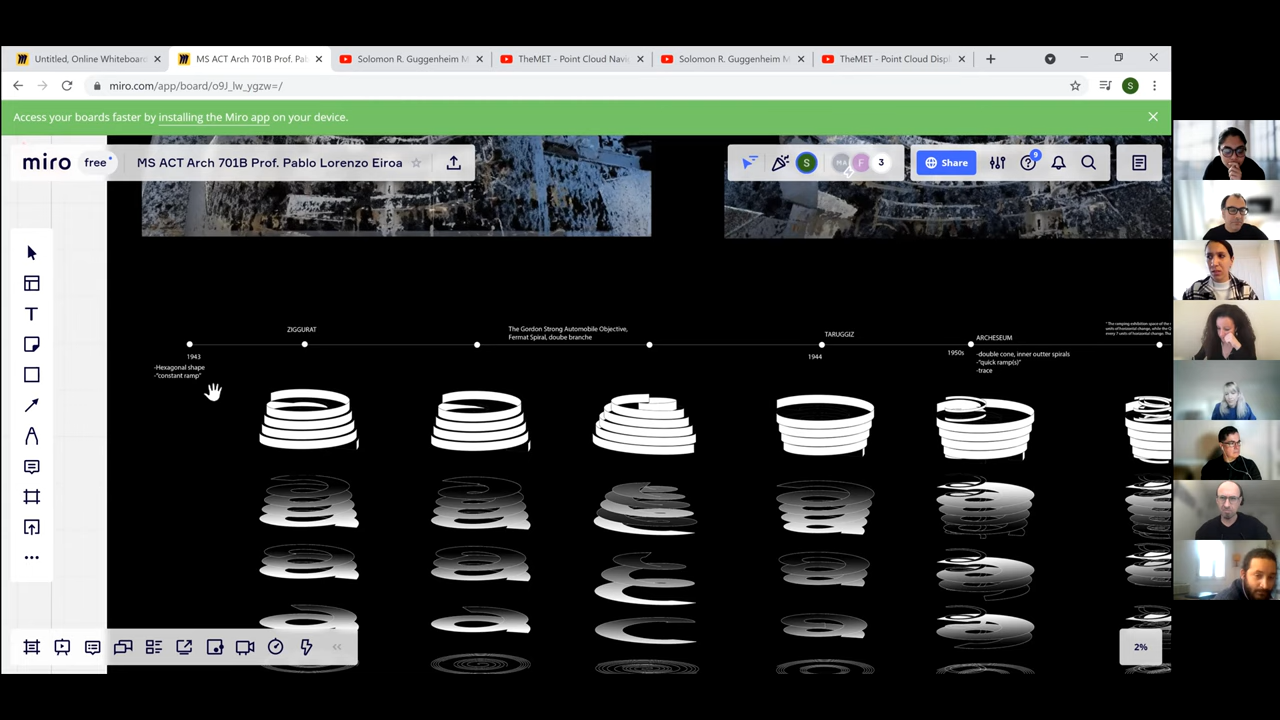 Untitled, Online Whiteboard
MS ACT Arch 701B Prof. Pa
Solomon R. Guggenheim M
TheMET - Point Cloud Navi
Solomon R. Guggenheim M
TheMET - Point Cloud Disp
miro.com/app/board/o9J_lw_ygzw=/
S
Access your boards faster by installing the Miro app on your device.
miro
free
MS ACT Arch 701B Prof. Pablo Lorenzo Eiroa
S
MA
F
3
Share
9
ZIGGURAT
The Gordon Strong Automobile Objective,
Fermat Spiral, doube branche
TARUGGIZ
ARCHESEUM
1943
1944
1950s
-Hexagonal shape
-"constant ramp"
-double cone, inner outter spirals
-"quick ramp(s)"
-trace
2%